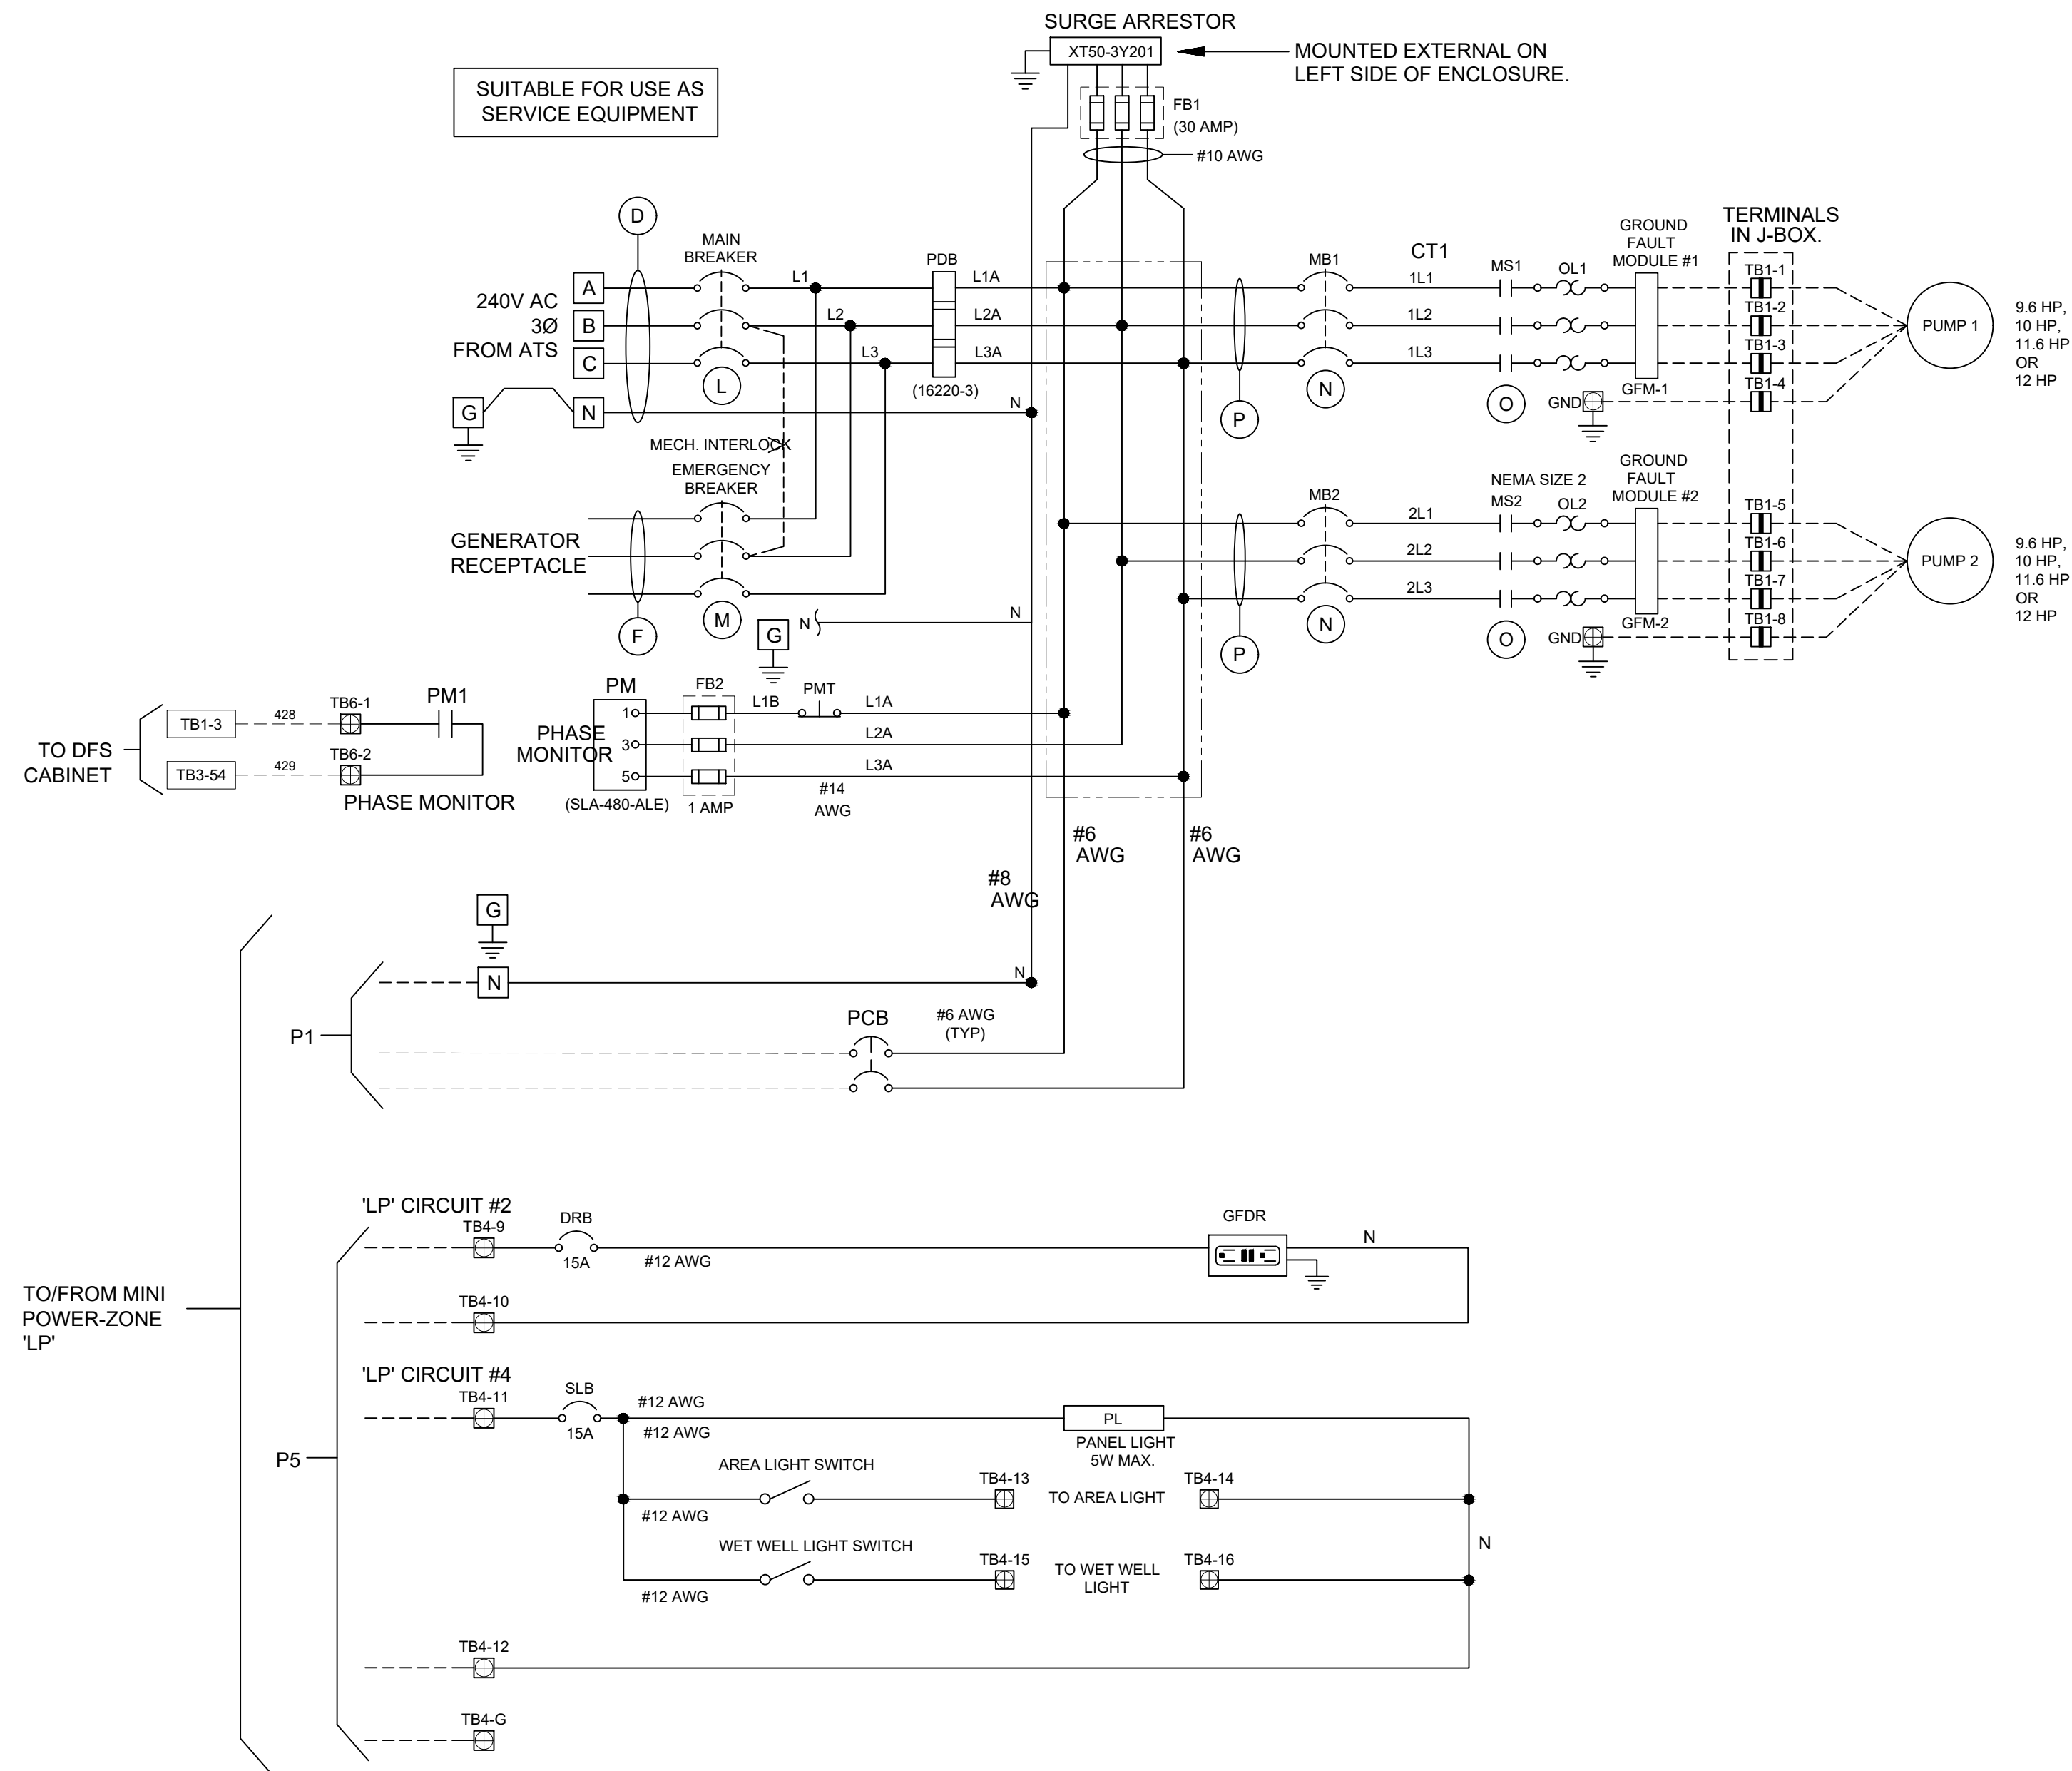 SURGE ARRESTOR
XT50-3Y201
MOUNTED EXTERNAL ON
LEFT SIDE OF ENCLOSURE.
SUITABLE FOR USE AS
SERVICE EQUIPMENT
FB1
(30 AMP)
#10 AWG
D
MAIN
BREAKER
L1
L2
L3
PDB
(16220-3)
L1A
L2A
L3A
240V AC
3Ø
FROM ATS
A
B
C
G
N
L
N
MECH. INTERLOCK
EMERGENCY
BREAKER
GENERATOR
RECEPTACLE
F
M
G
N
N
P
MB1
N
CT1
1L1
1L2
1L3
MS1
OL1
O
GROUND
FAULT
MODULE #1
GFM-1
GND
TERMINALS
IN J-BOX.
TB1-1
TB1-2
TB1-3
TB1-4
PUMP 1
9.6 HP,
10 HP,
11.6 HP
OR
12 HP
P
MB2
N
2L1
2L2
2L3
NEMA SIZE 2
MS2
OL2
O
GROUND
FAULT
MODULE #2
GFM-2
GND
TB1-5
TB1-6
TB1-7
TB1-8
PUMP 2
9.6 HP,
10 HP,
11.6 HP
OR
12 HP
TO DFS
CABINET
TB1-3
428
TB6-1
PM1
TB3-54
429
TB6-2
PHASE MONITOR
PM
PHASE
MONITOR
1
3
5
(SLA-480-ALE)
FB2
1 AMP
L1B
PMT
L1A
L2A
L3A
#14
AWG
#6
AWG
#6
AWG
#8
AWG
G
N
N
P1
PCB
#6 AWG
(TYP)
TO/FROM MINI
POWER-ZONE
'LP'
P5
'LP' CIRCUIT #2
TB4-9
DRB
15A
#12 AWG
GFDR
N
TB4-10
'LP' CIRCUIT #4
TB4-11
SLB
15A
#12 AWG
#12 AWG
PL
PANEL LIGHT
5W MAX.
AREA LIGHT SWITCH
#12 AWG
TB4-13
TO AREA LIGHT
TB4-14
N
WET WELL LIGHT SWITCH
#12 AWG
TB4-15
TO WET WELL
LIGHT
TB4-16
TB4-12
TB4-G